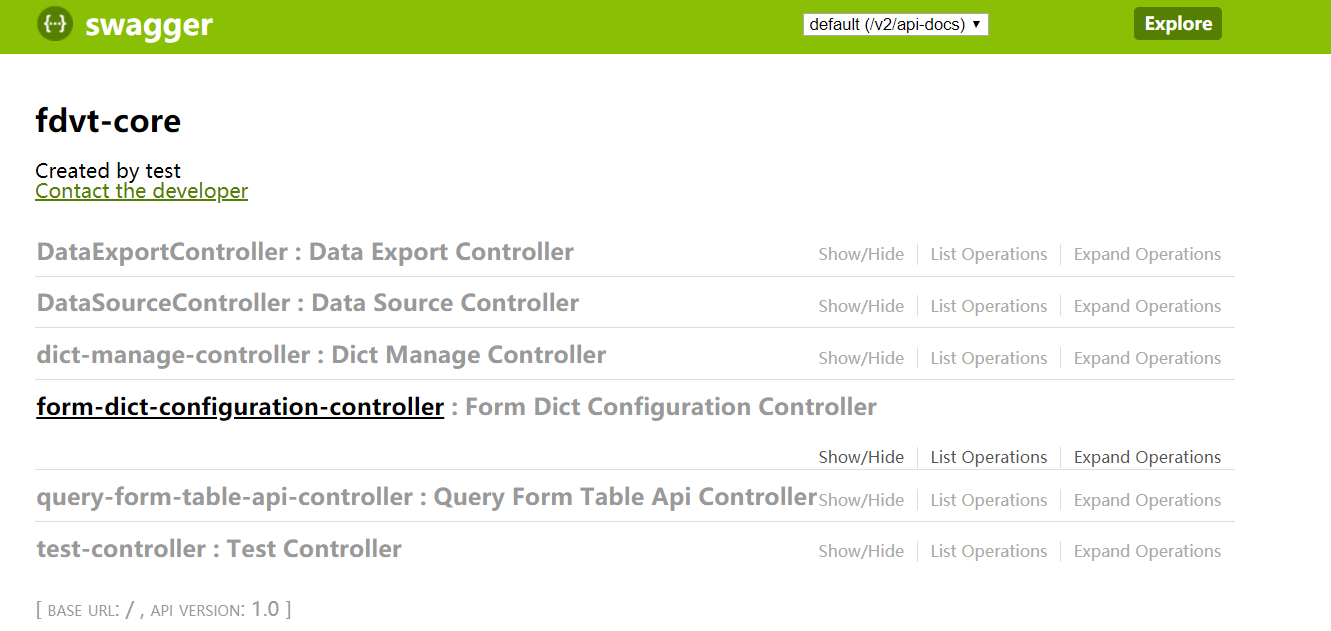 {···} swagger default (/v2/api-docs) ▼ Explore
fdvt-core
Created by test
Contact the developer
DataExportController : Data Export Controller Show/Hide List Operations Expand Operations
DataSourceController : Data Source Controller Show/Hide List Operations Expand Operations
dict-manage-controller : Dict Manage Controller Show/Hide List Operations Expand Operations
form-dict-configuration-controller : Form Dict Configuration Controller
Show/Hide List Operations Expand Operations
query-form-table-api-controller : Query Form Table Api Controller Show/Hide List Operations Expand Operations
test-controller : Test Controller Show/Hide List Operations Expand Operations
[ BASE URL: / , API VERSION: 1.0 ]